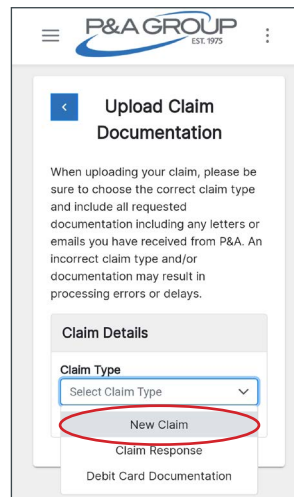 P&A GROUP
EST. 1975
Upload Claim
Documentation
When uploading your claim, please be
sure to choose the correct claim type
and include all requested
documentation including any letters or
emails you have received from P&A. An
incorrect claim type and/or
documentation may result in
processing errors or delays.
Claim Details
Claim Type
Select Claim Type
New Claim
Claim Response
Debit Card Documentation